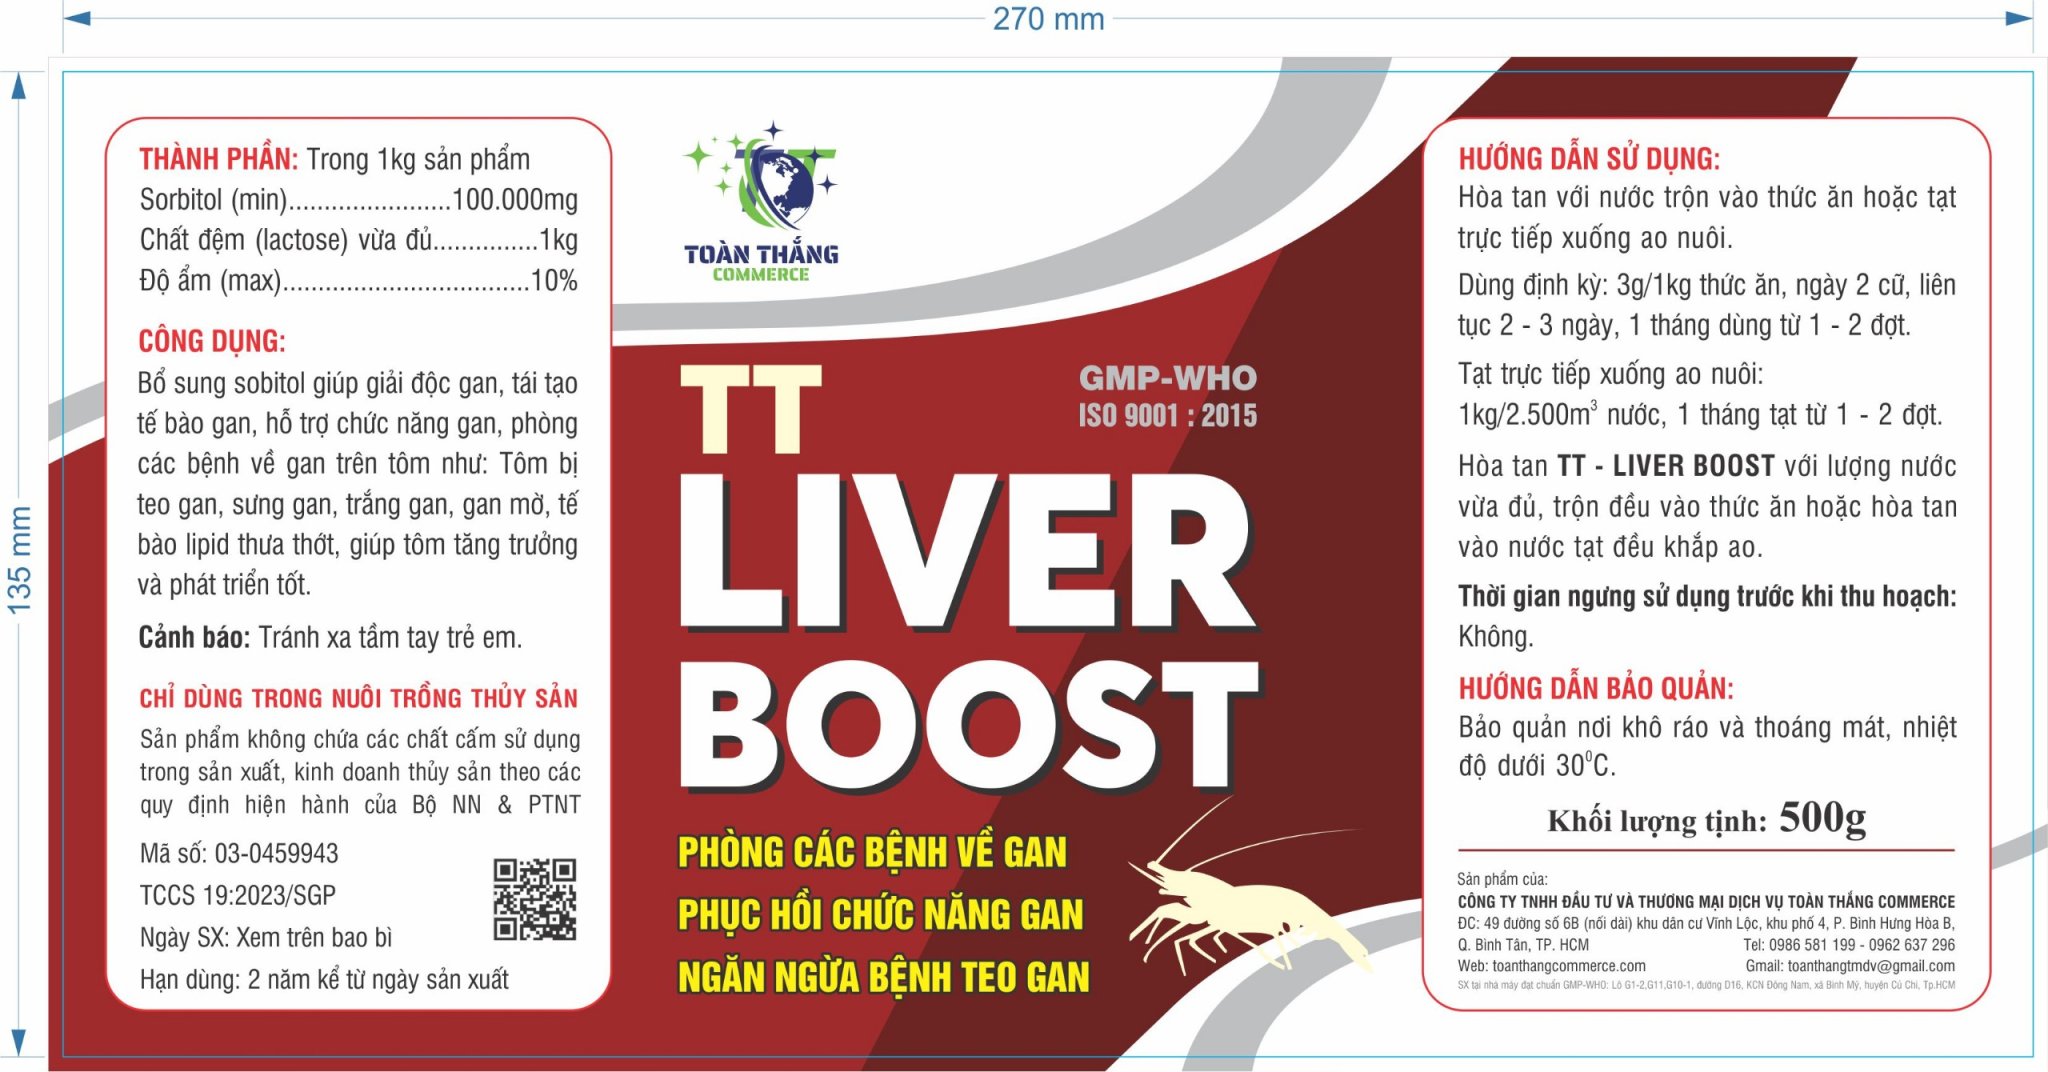 270 mm
135 mm
THÀNH PHẦN: Trong 1kg sản phẩm
Sorbitol (min).......................100.000mg
Chất đệm (lactose) vừa đủ...............1kg
Độ ẩm (max)...................................10%
CÔNG DỤNG:
Bổ sung sobitol giúp giải độc gan, tái tạo
tế bào gan, hỗ trợ chức năng gan, phòng
các bệnh về gan trên tôm như: Tôm bị
teo gan, sưng gan, trắng gan, gan mờ, tế
bào lipid thưa thớt, giúp tôm tăng trưởng
và phát triển tốt.
Cảnh báo: Tránh xa tầm tay trẻ em.
CHỈ DÙNG TRONG NUÔI TRỒNG THỦY SẢN
Sản phẩm không chứa các chất cấm sử dụng
trong sản xuất, kinh doanh thủy sản theo các
quy định hiện hành của Bộ NN & PTNT
Mã số: 03-0459943
TCCS 19:2023/SGP
Ngày SX: Xem trên bao bì
Hạn dùng: 2 năm kể từ ngày sản xuất
TT
TOÀN THẮNG
COMMERCE
TT
GMP-WHO
ISO 9001 : 2015
LIVER
BOOST
PHÒNG CÁC BỆNH VỀ GAN
PHỤC HỒI CHỨC NĂNG GAN
NGĂN NGỪA BỆNH TEO GAN
HƯỚNG DẪN SỬ DỤNG:
Hòa tan với nước trộn vào thức ăn hoặc tạt
trực tiếp xuống ao nuôi.
Dùng định kỳ: 3g/1kg thức ăn, ngày 2 cữ, liên
tục 2 - 3 ngày, 1 tháng dùng từ 1 - 2 đợt.
Tạt trực tiếp xuống ao nuôi:
1kg/2.500m³ nước, 1 tháng tạt từ 1 - 2 đợt.
Hòa tan TT - LIVER BOOST với lượng nước
vừa đủ, trộn đều vào thức ăn hoặc hòa tan
vào nước tạt đều khắp ao.
Thời gian ngưng sử dụng trước khi thu hoạch:
Không.
HƯỚNG DẪN BẢO QUẢN:
Bảo quản nơi khô ráo và thoáng mát, nhiệt
độ dưới 30⁰C.
Khối lượng tịnh: 500g
Sản phẩm của:
CÔNG TY TNHH ĐẦU TƯ VÀ THƯƠNG MẠI DỊCH VỤ TOÀN THẮNG COMMERCE
ĐC: 49 đường số 6B (nối dài) khu dân cư Vĩnh Lộc, khu phố 4, P. Bình Hưng Hòa B,
Q. Bình Tân, TP. HCM Tel: 0986 581 199 - 0962 637 296
Web: toanthangcommerce.com Gmail: toanthangtmdv@gmail.com
SX tại nhà máy đạt chuẩn GMP-WHO: Lô G1-2,G11,G10-1, đường D16, KCN Đông Nam, xã Bình Mỹ, huyện Củ Chi, Tp.HCM